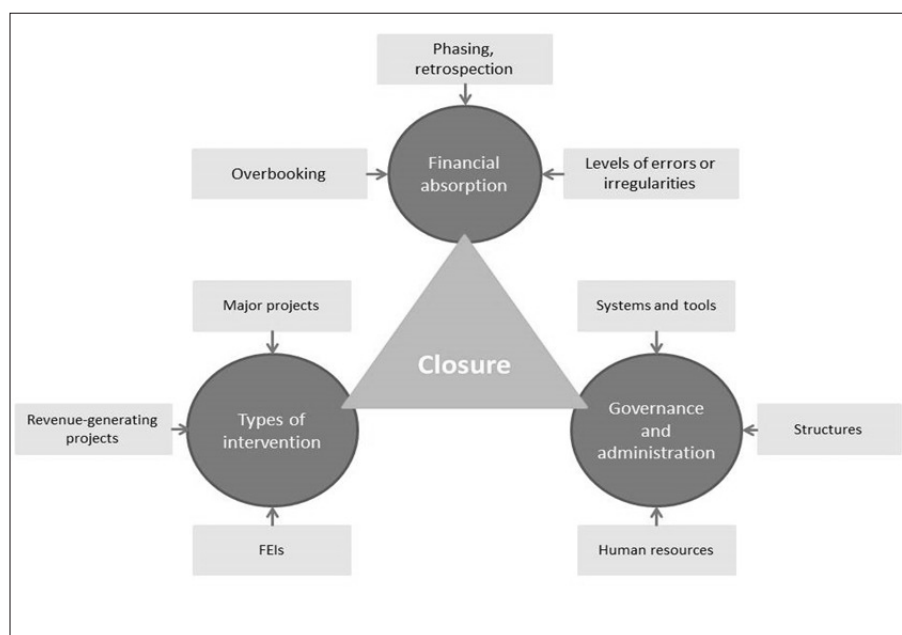 Phasing,
retrospection
Overbooking
Financial
absorption
Levels of errors or
irregularities
Major projects
Systems and tools
Closure
Revenue-generating
projects
Types of
intervention
Governance
and
administration
Structures
FEIs
Human resources